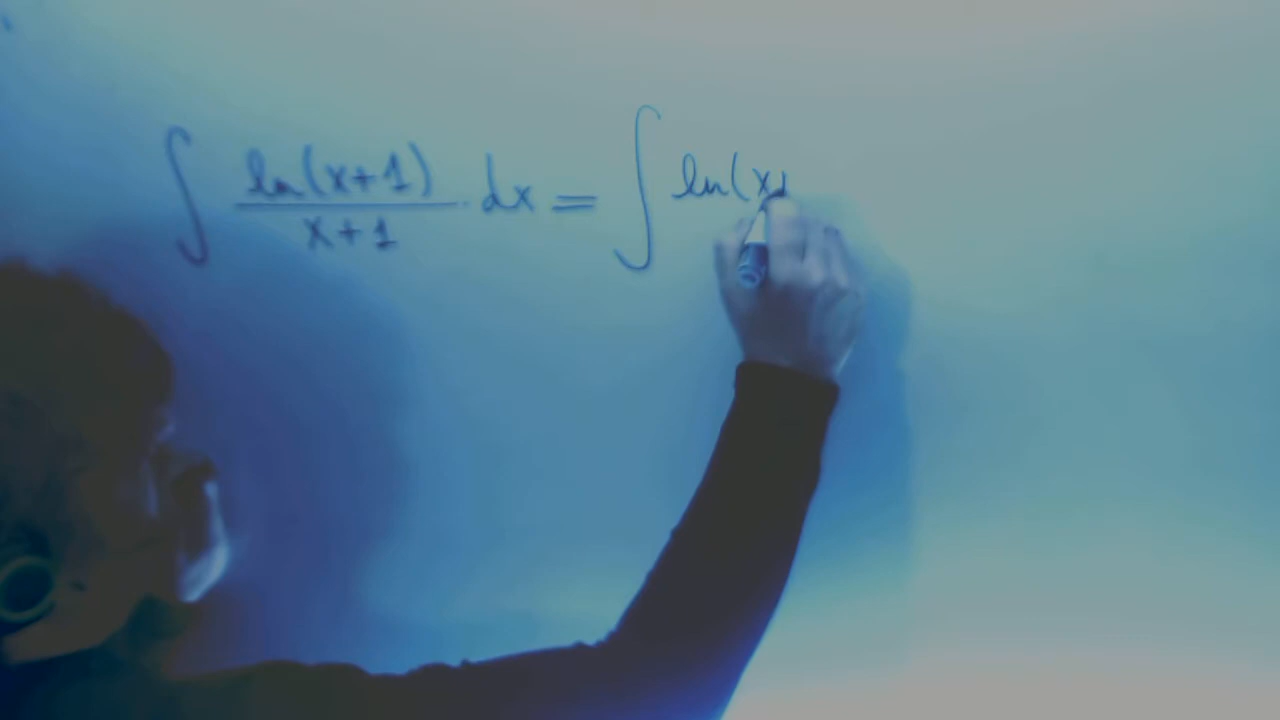 ∫ ln(x+1)/x+1 · dx = ∫ ln(x